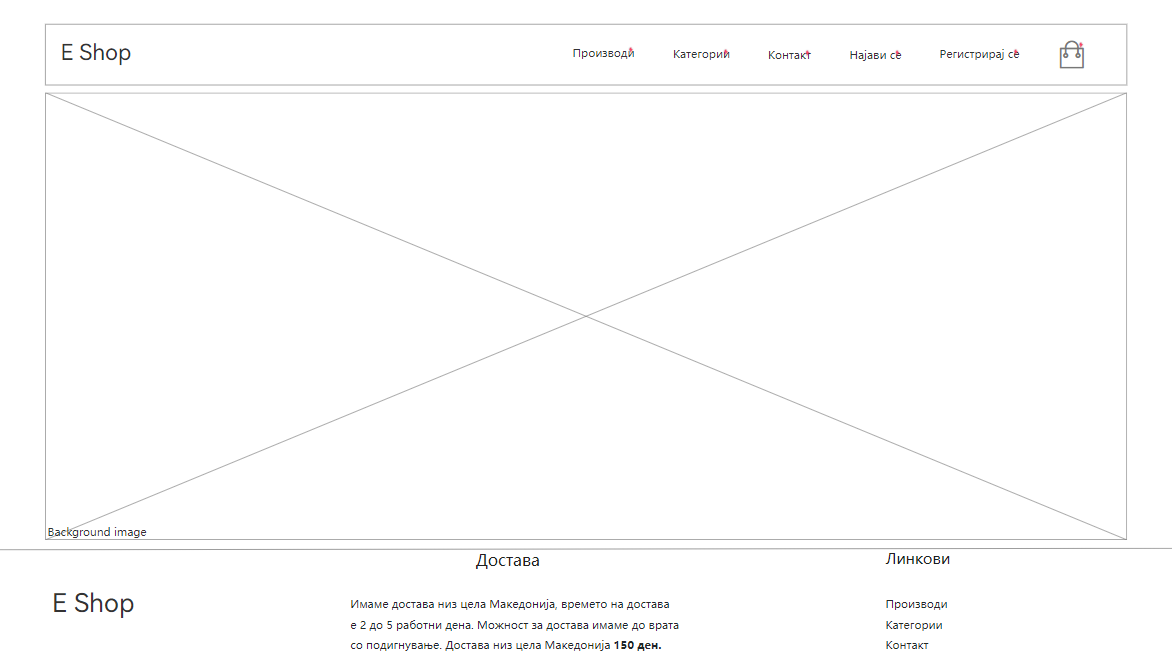 E Shop
Производи
Категории
Контакт
Најави се
Регистрирај се
Background image
E Shop
Достава
Имаме достава низ цела Македонија, времето на достава
е 2 до 5 работни дена. Можност за достава имаме до врата
со подигнување. Достава низ цела Македонија 150 ден.
Линкови
Производи
Категории
Контакт